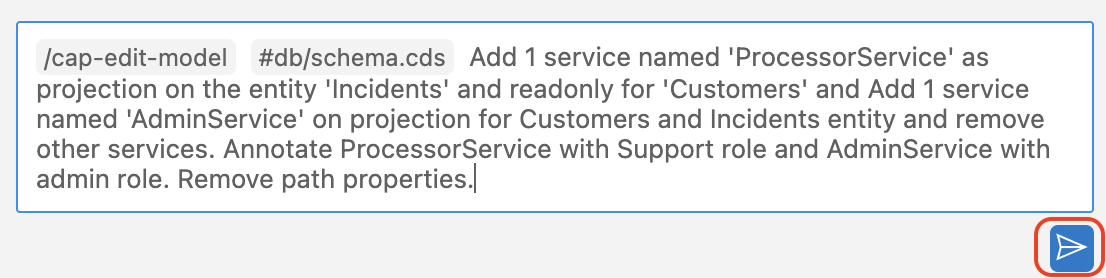 /cap-edit-model #db/schema.cds Add 1 service named 'ProcessorService' as
projection on the entity 'Incidents' and readonly for 'Customers' and Add 1 service
named 'AdminService' on projection for Customers and Incidents entity and remove
other services. Annotate ProcessorService with Support role and AdminService with
admin role. Remove path properties.